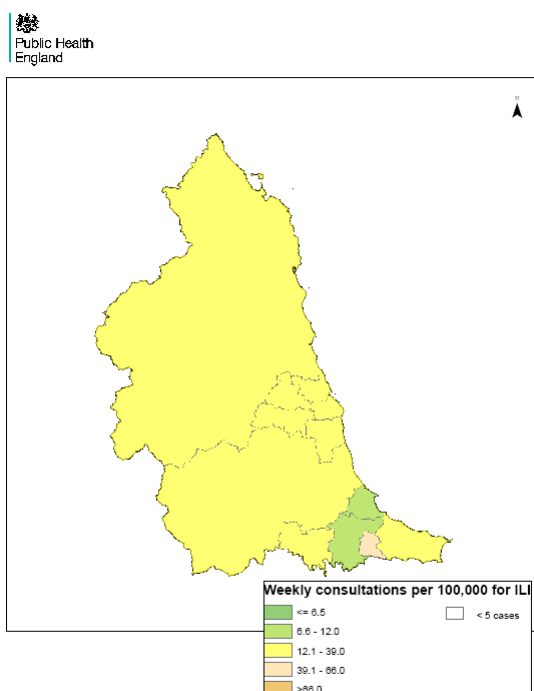 Public Health
England
N
Weekly consultations per 100,000 for ILI
<= 6.5
6.6 - 12.0
12.1 - 39.0
39.1 - 66.0
>66.0
< 5 cases